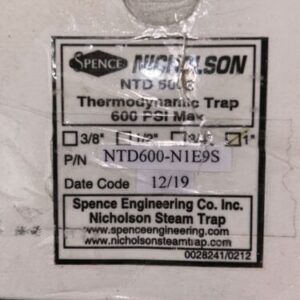 SPENCE NICHOLSON
NTD 600S
Thermodynamic Trap
600 PSI Max
3/8" 1/2" 3/4" 1"
P/N NTD600-N1E9S
Date Code 12/19
Spence Engineering Co. Inc.
Nicholson Steam Trap
www.spenceengineering.com
www.nicholsonsteamtrap.com
0028241/0212